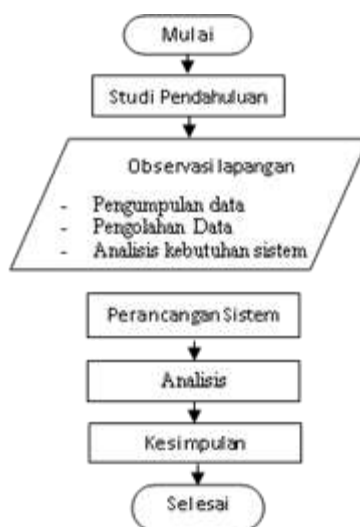 Mulai
Studi Pendahuluan
Observasi lapangan
- Pengumpulan data
- Pengolahan Data
- Analisis kebutuhan sistem
Perancangan Sistem
Analisis
Kesimpulan
Selesai